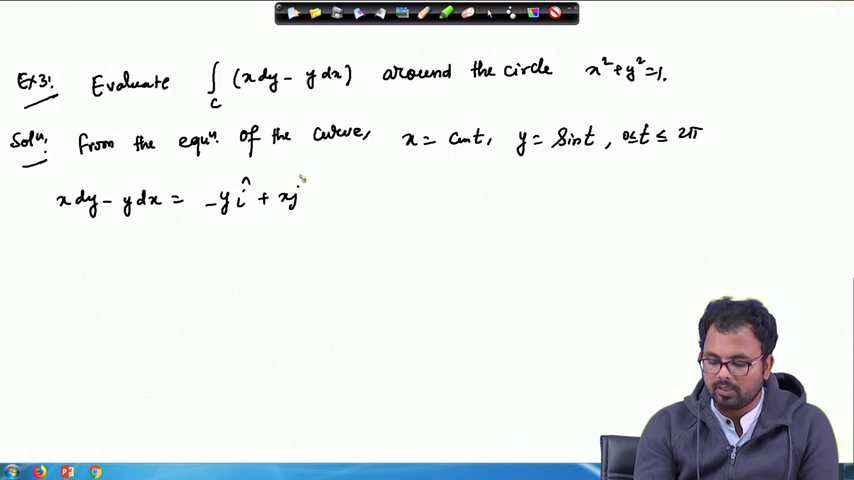 Ex3: Evaluate ∫_C (x dy - y dx) around the circle x²+y²=1.
Solⁿ: From the equⁿ. of the curve, x = cos t, y = Sin t, 0≤t≤2π
x dy - y dx = -y î + x j